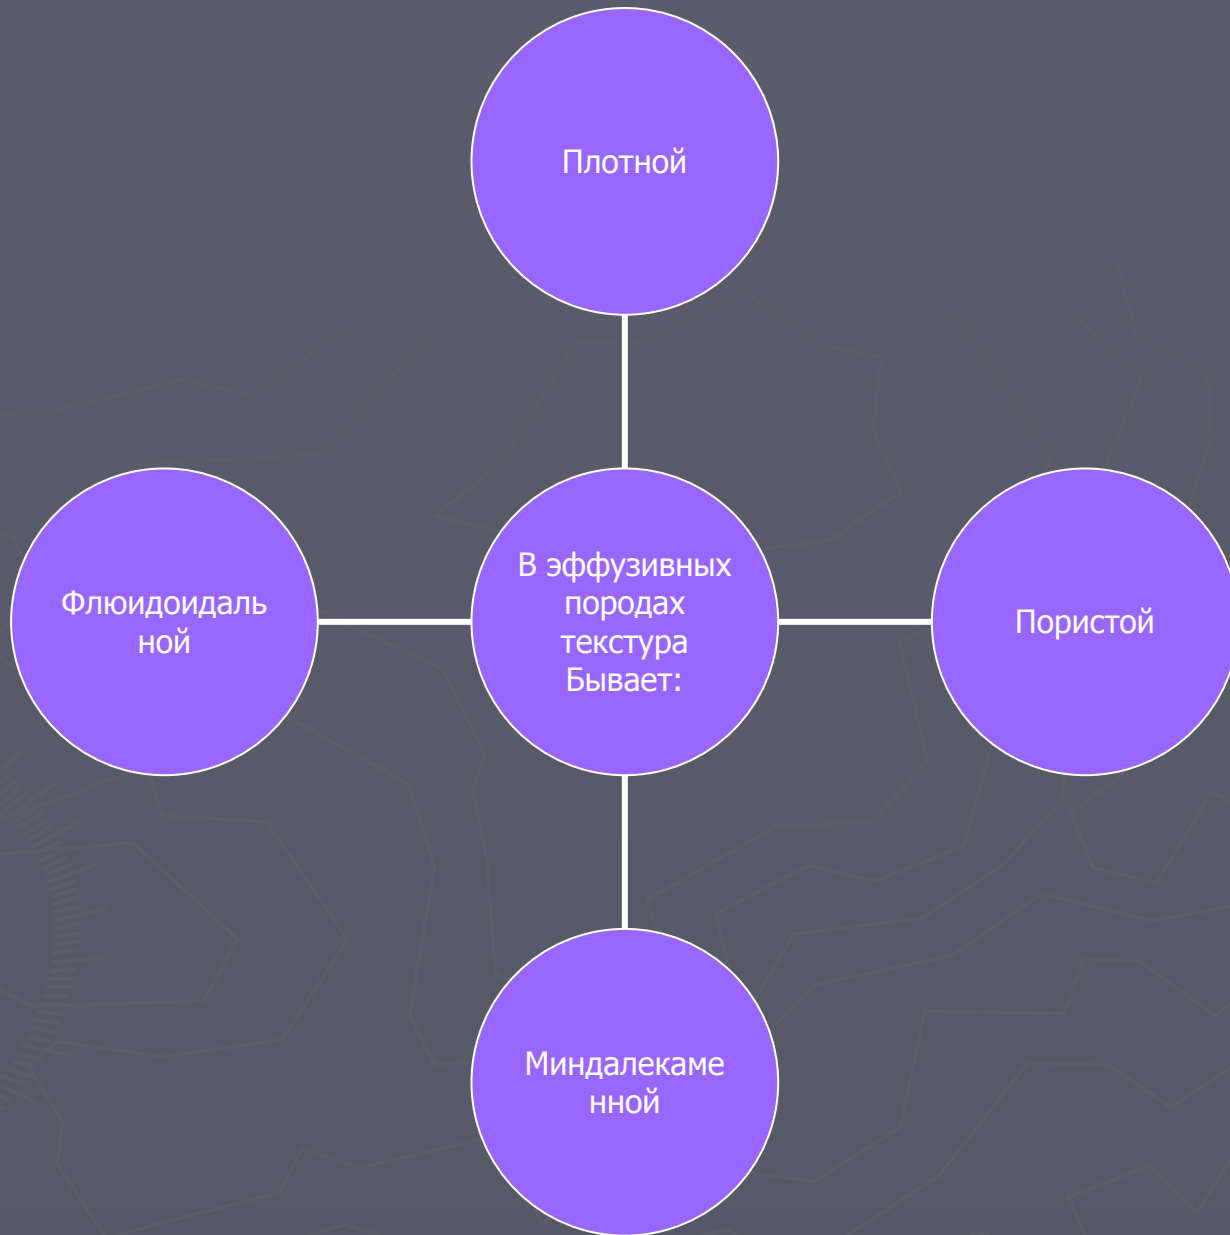 Плотной
Флюидоидаль
ной
В эффузивных
породах
текстура
Бывает:
Пористой
Миндалекаме
нной